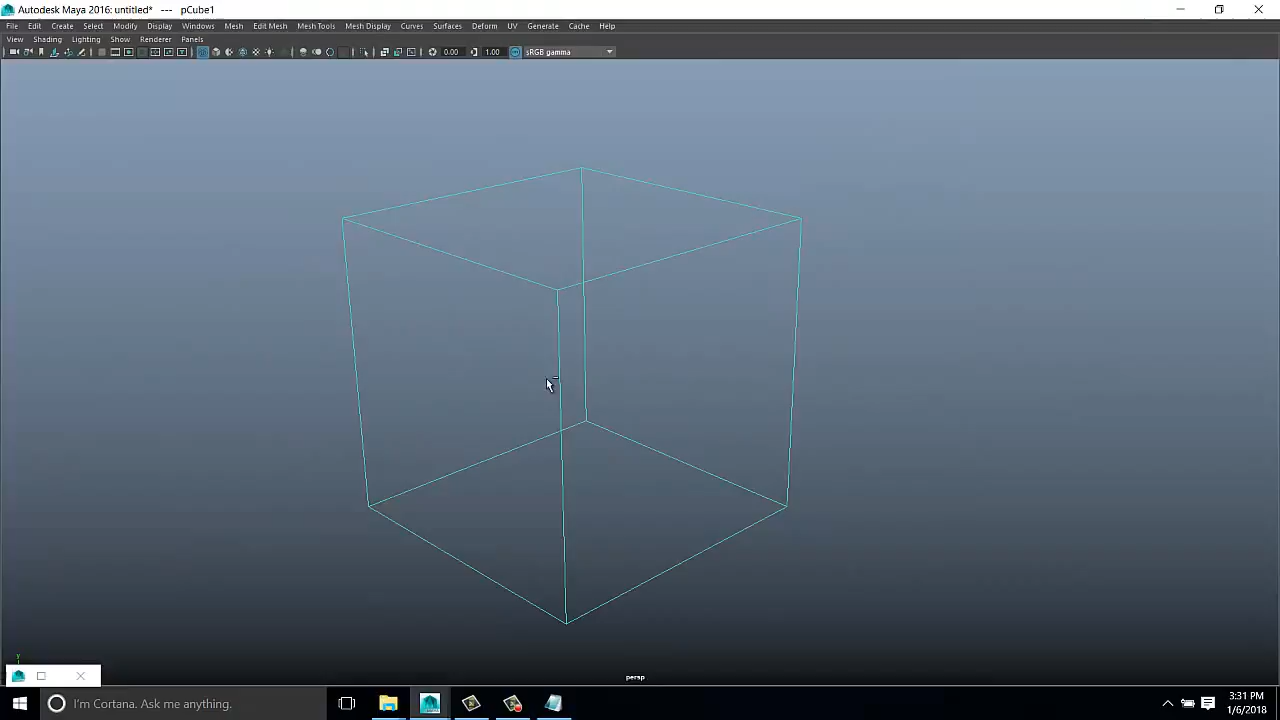 Autodesk Maya 2016: untitled* --- pCube1
File Edit Create Select Modify Display Windows Mesh Edit Mesh Mesh Tools Mesh Display Curves Surfaces Deform UV Generate Cache Help
View Shading Lighting Show Renderer Panels
0.00 1.00 sRGB gamma
y
persp
I'm Cortana. Ask me anything.
3:31 PM
1/6/2018